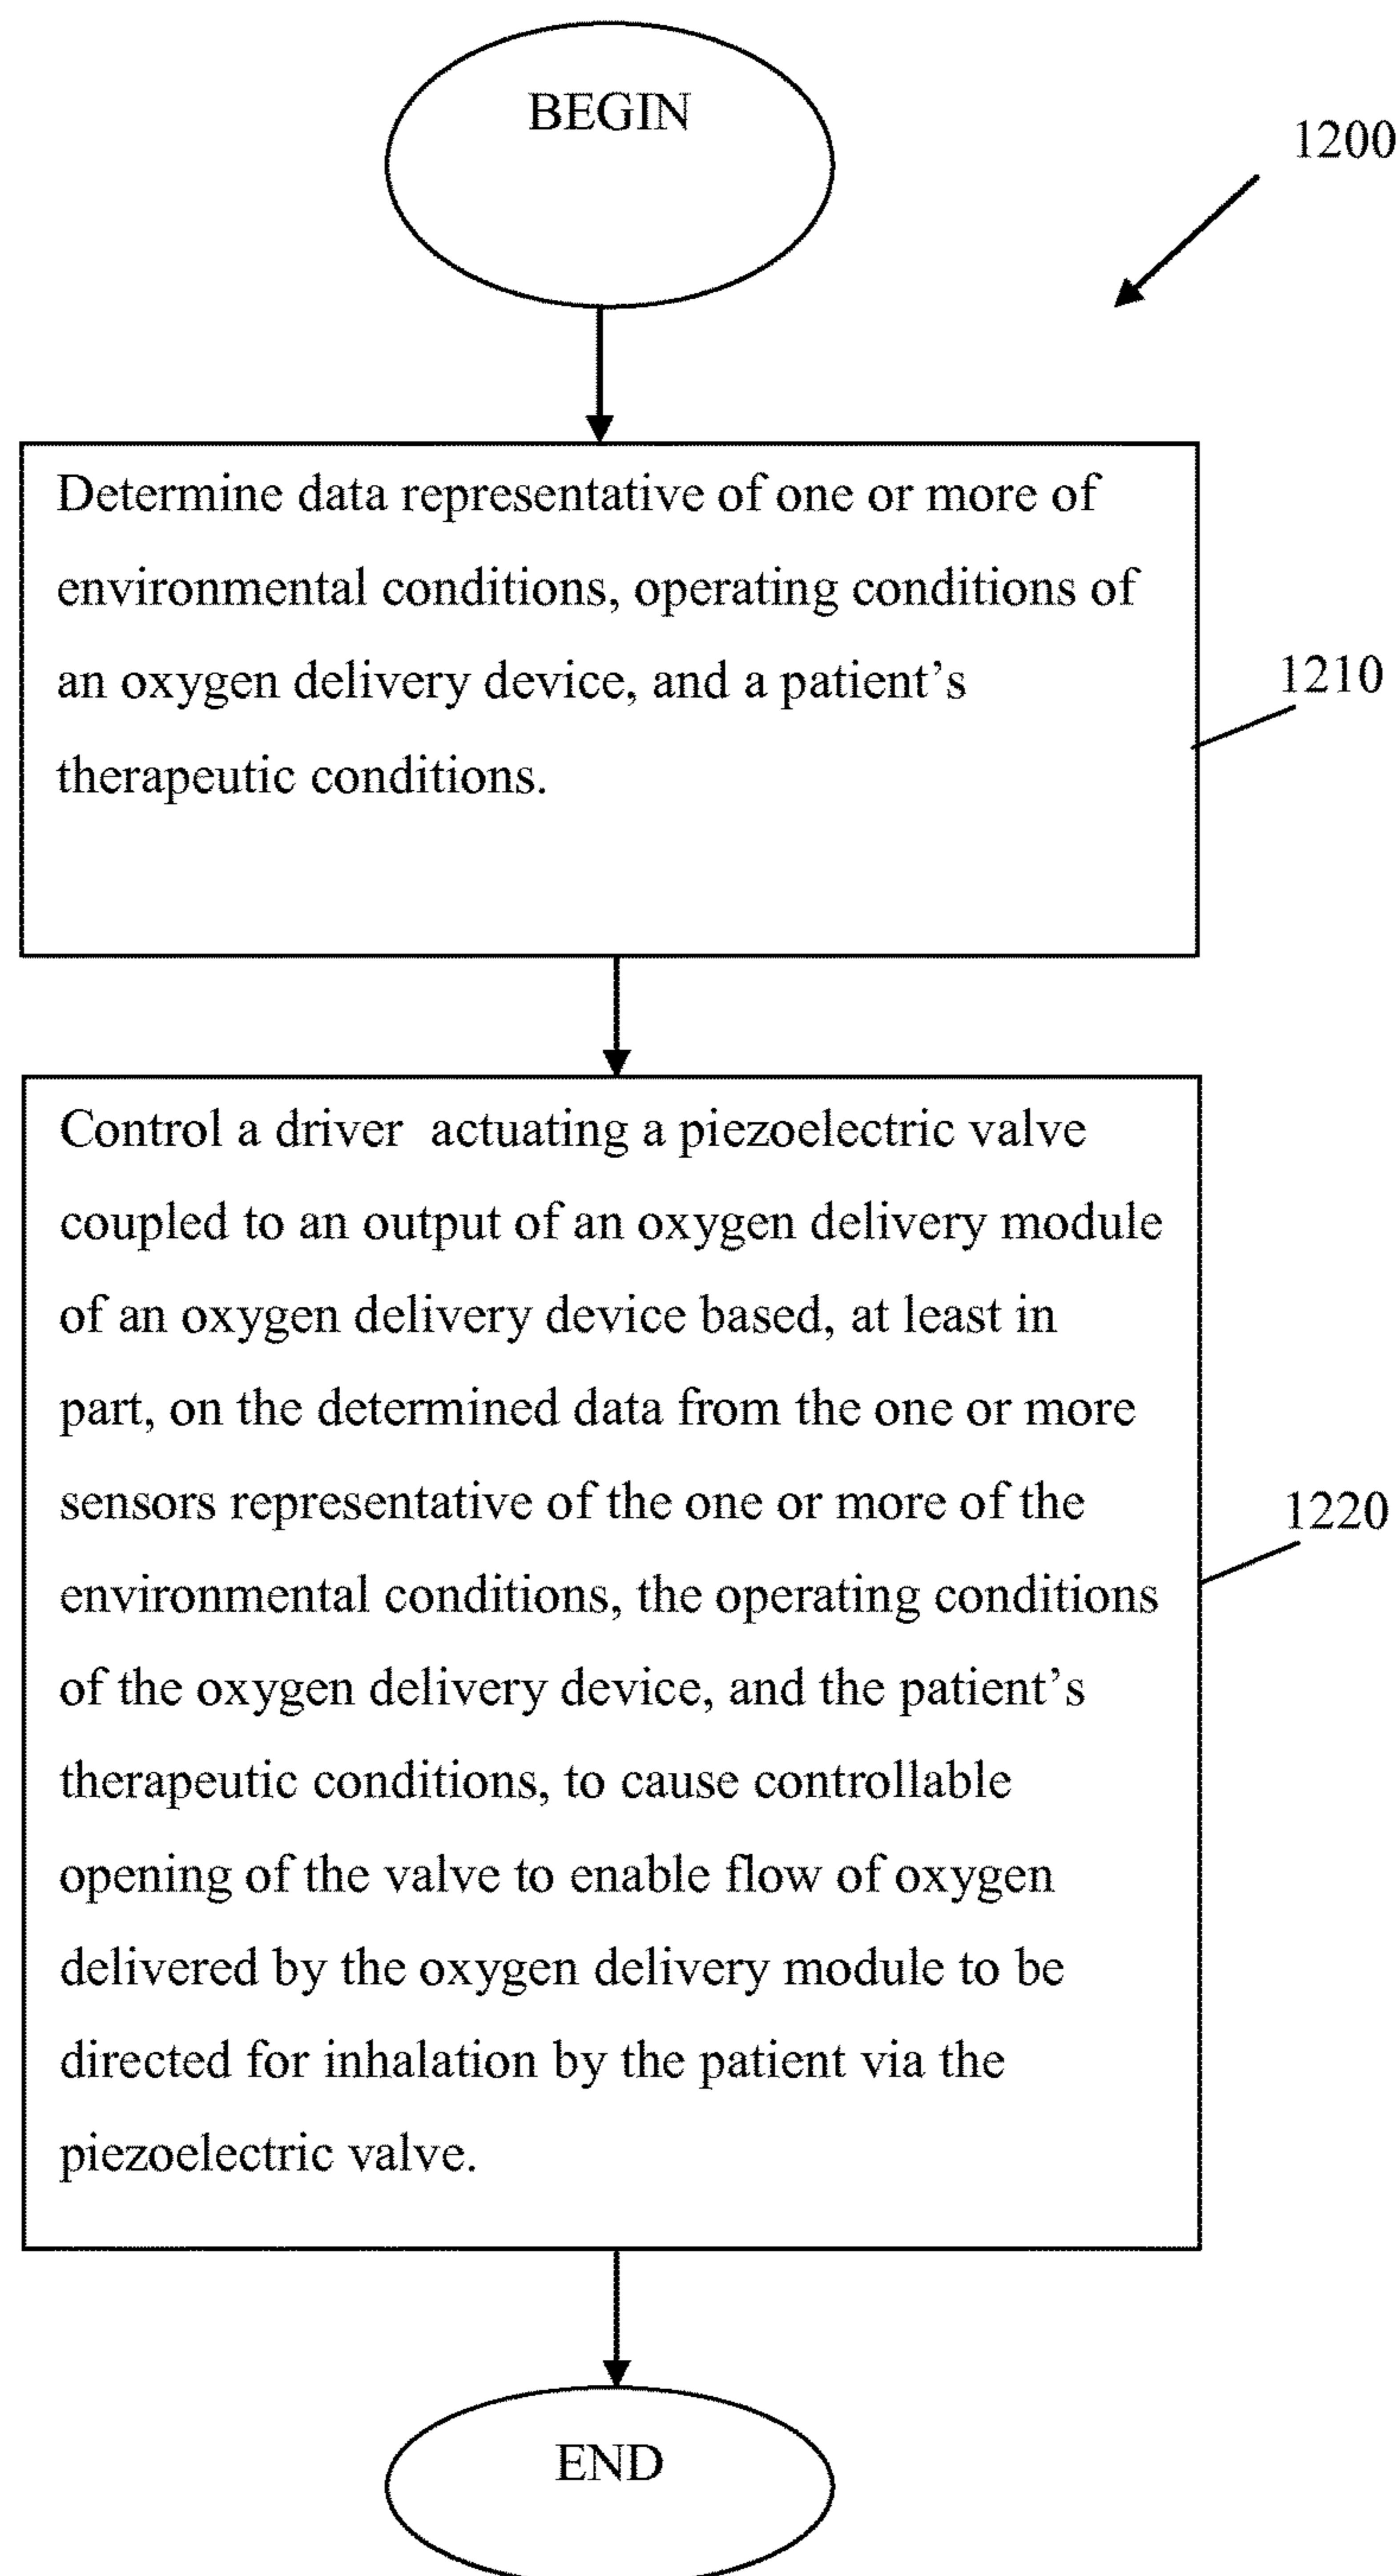 BEGIN
1200
Determine data representative of one or more of
environmental conditions, operating conditions of
an oxygen delivery device, and a patient’s
1210
therapeutic conditions.
Control a driver  actuating a piezoelectric valve
coupled to an output of an oxygen delivery module
of an oxygen delivery device based, at least in
part, on the determined data from the one or more
sensors representative of the one or more of the
1220
environmental conditions, the operating conditions
of the oxygen delivery device, and the patient’s
therapeutic conditions, to cause controllable
opening of the valve to enable flow of oxygen
delivered by the oxygen delivery module to be
directed for inhalation by the patient via the
piezoelectric valve.
END